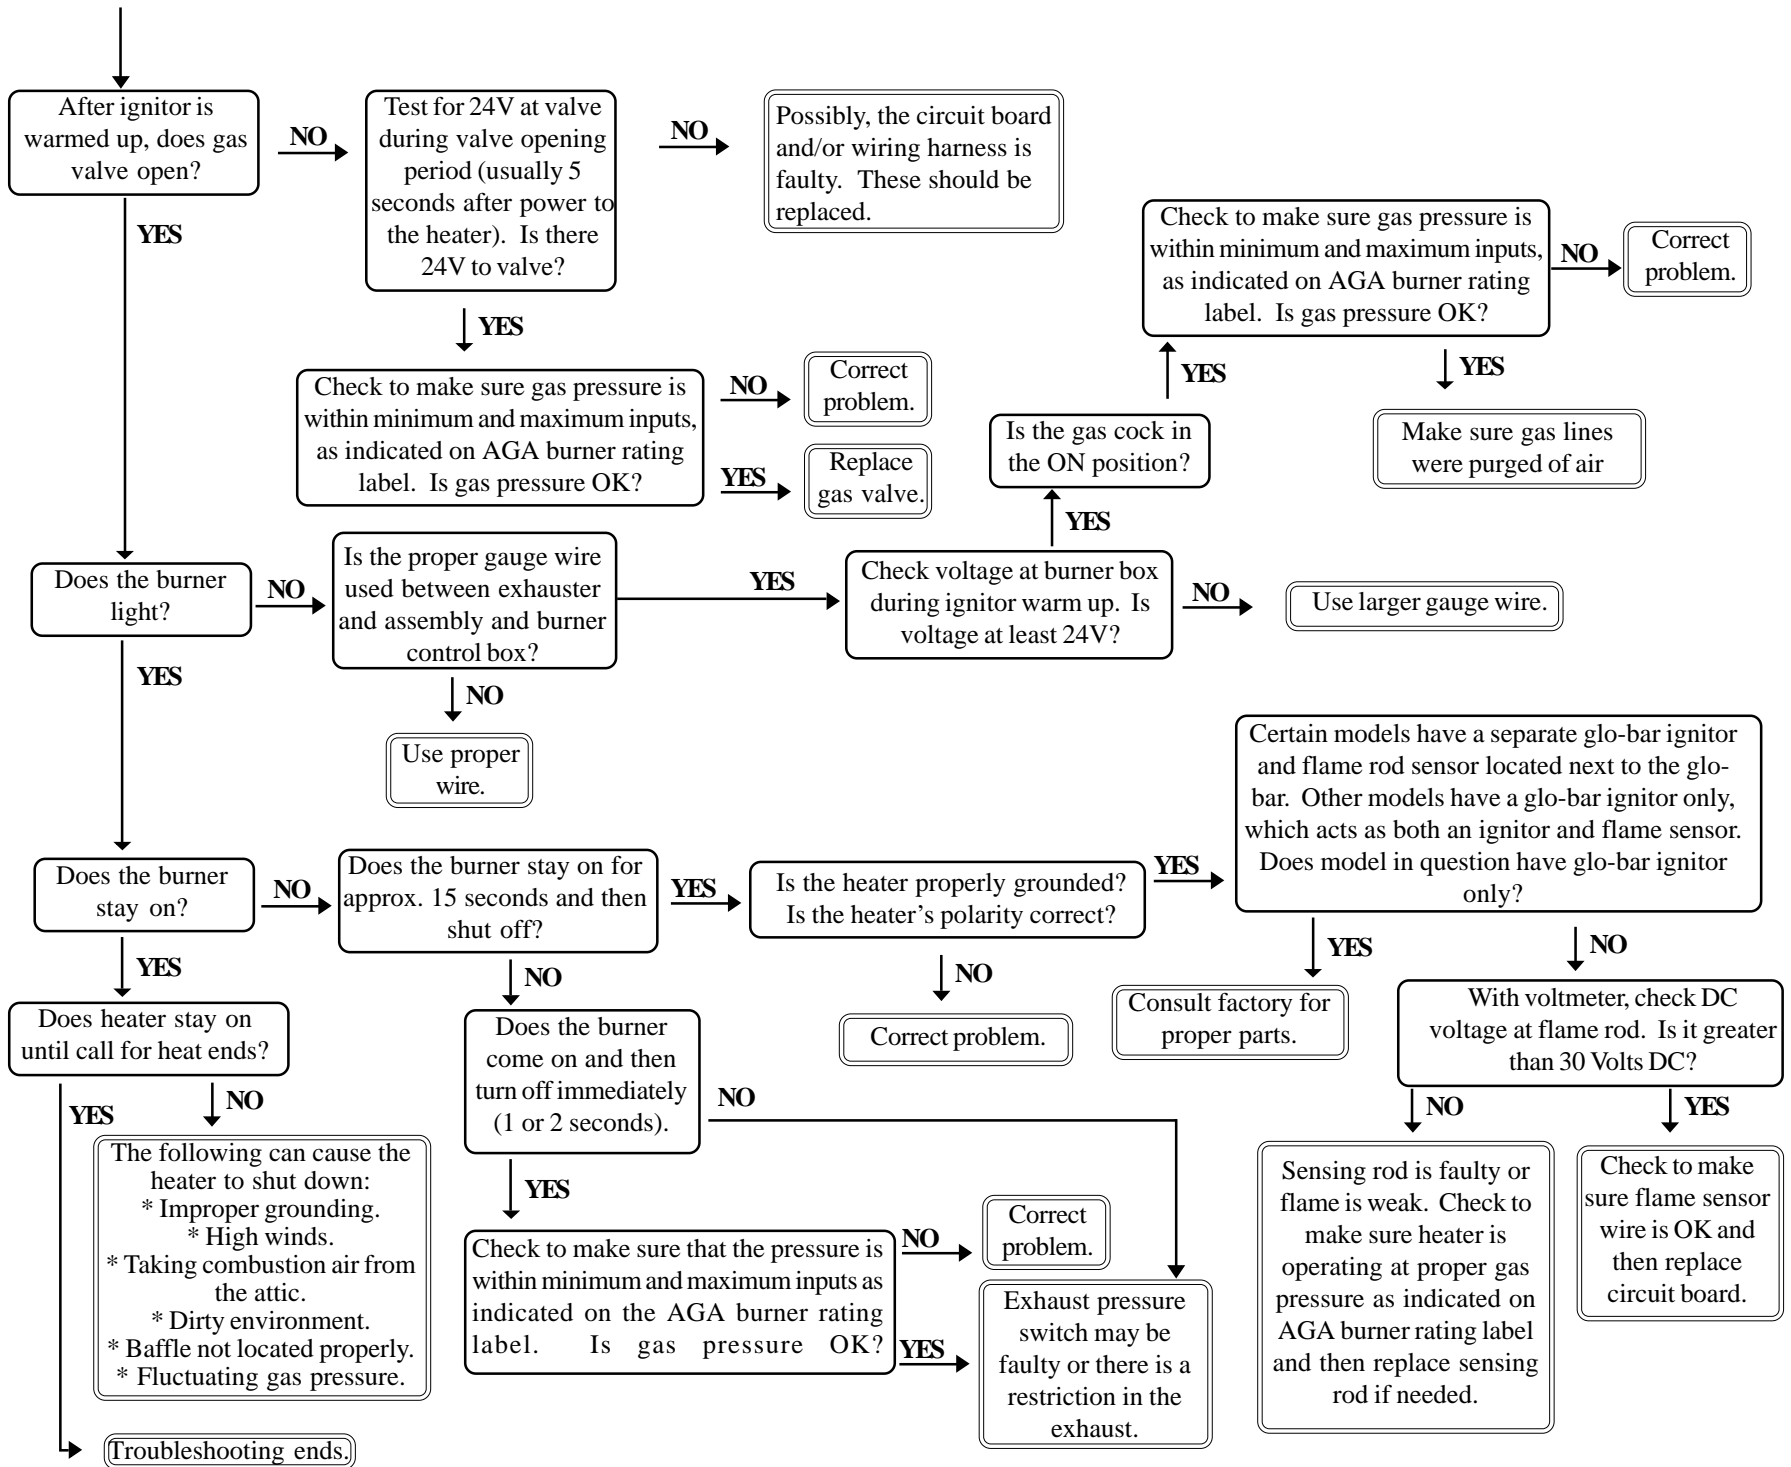 After ignitor is
warmed up, does gas
valve open?
NO
Test for 24V at valve
during valve opening
period (usually 5
seconds after power to
the heater).  Is there
24V to valve?
NO
Possibly, the circuit board
and/or wiring harness is
faulty.  These should be
replaced.
YES
YES
Check to make sure gas pressure is
within minimum and maximum inputs,
as indicated on AGA burner rating
label.  Is gas pressure OK?
NO
Correct
problem.
YES
Replace
gas valve.
Check to make sure gas pressure is
within minimum and maximum inputs,
as indicated on AGA burner rating
label.  Is gas pressure OK?
NO
Correct
problem.
YES
Make sure gas lines
were purged of air
YES
Is the gas cock in
the ON position?
YES
Does the burner
light?
NO
Is the proper gauge wire
used between exhauster
and assembly and burner
control box?
YES
Check voltage at burner box
during ignitor warm up.  Is
voltage at least 24V?
NO
Use larger gauge wire.
YES
NO
Use proper
wire.
Does the burner
stay on?
NO
Does the burner stay on for
approx. 15 seconds and then
shut off?
YES
Is the heater properly grounded?
Is the heater's polarity correct?
YES
Certain models have a separate glo-bar ignitor
and flame rod sensor located next to the glo-
bar.  Other models have a glo-bar ignitor only,
which acts as both an ignitor and flame sensor.
Does model in question have glo-bar ignitor
only?
YES
NO
NO
Correct problem.
YES
Consult factory for
proper parts.
NO
With voltmeter, check DC
voltage at flame rod.  Is it greater
than 30 Volts DC?
Does heater stay on
until call for heat ends?
YES
NO
Does the burner
come on and then
turn off immediately
(1 or 2 seconds).
NO
NO
YES
The following can cause the
heater to shut down:
* Improper grounding.
* High winds.
* Taking combustion air from
the attic.
* Dirty environment.
* Baffle not located properly.
* Fluctuating gas pressure.
YES
Check to make sure that the pressure is
within minimum and maximum inputs as
indicated on the AGA burner rating
label.  Is gas pressure OK?
NO
Correct
problem.
YES
Exhaust pressure
switch may be
faulty or there is a
restriction in the
exhaust.
Sensing rod is faulty or
flame is weak.  Check to
make sure heater is
operating at proper gas
pressure as indicated on
AGA burner rating label
and then replace sensing
rod if needed.
Check to make
sure flame sensor
wire is OK and
then replace
circuit board.
Troubleshooting ends.